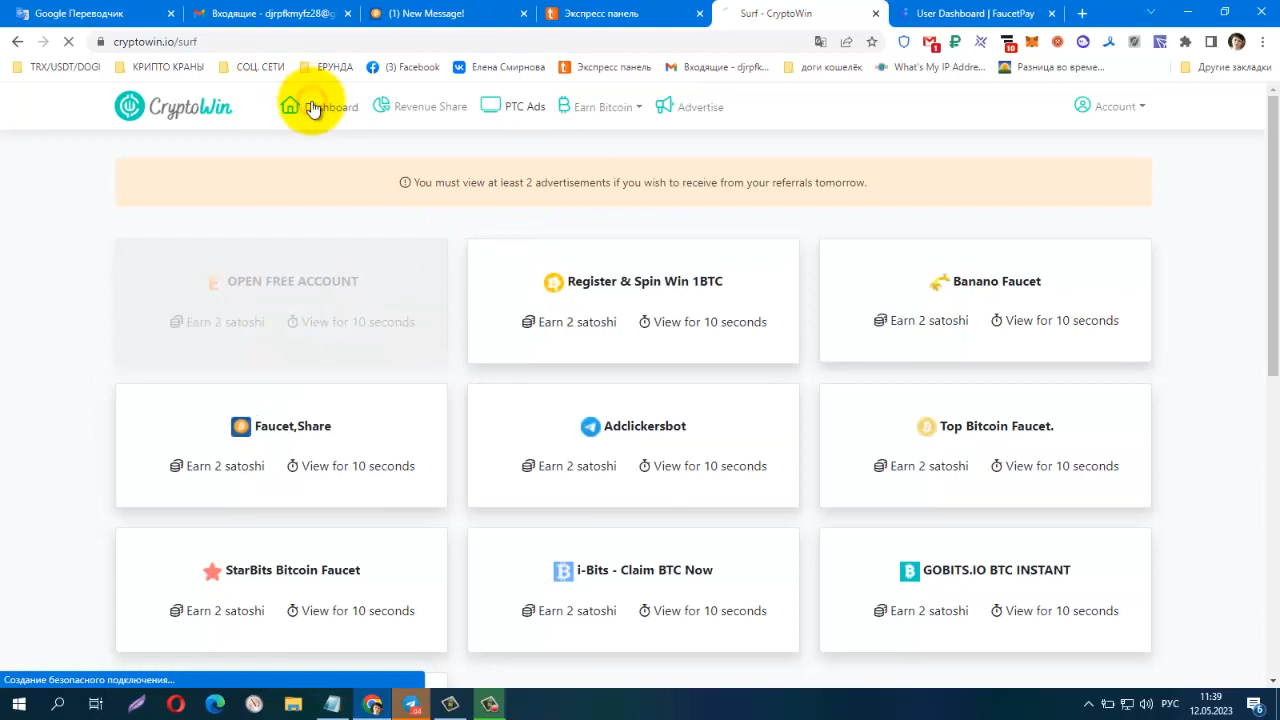 Google Переводчик
Входящие - djrpfkmyfz28@g
(1) New Message!
Экспресс панель
Surf - CryptoWin
User Dashboard | FaucetPay
cryptowin.io/surf
1
10
TRX/USDT/DOGI
КРИПТО КРАНЫ
СОЦ. СЕТИ
ЕРУНДА
(3) Facebook
Елена Смирнова
Экспресс панель
Входящие - djrpfk...
доги кошелёк
What's My IP Addre...
Разница во време...
Другие закладки
CryptoWin
Dashboard
Revenue Share
PTC Ads
Earn Bitcoin
Advertise
Account
You must view at least 2 advertisements if you wish to receive from your referrals tomorrow.
OPEN FREE ACCOUNT
Earn 2 satoshi
View for 10 seconds
Register & Spin Win 1BTC
Earn 2 satoshi
View for 10 seconds
Banano Faucet
Earn 2 satoshi
View for 10 seconds
Faucet,Share
Earn 2 satoshi
View for 10 seconds
Adclickersbot
Earn 2 satoshi
View for 10 seconds
Top Bitcoin Faucet.
Earn 2 satoshi
View for 10 seconds
StarBits Bitcoin Faucet
Earn 2 satoshi
View for 10 seconds
i-Bits - Claim BTC Now
Earn 2 satoshi
View for 10 seconds
GOBITS.IO BTC INSTANT
Earn 2 satoshi
View for 10 seconds
Создание безопасного подключения...
РУС
11:39
12.05.2023
6